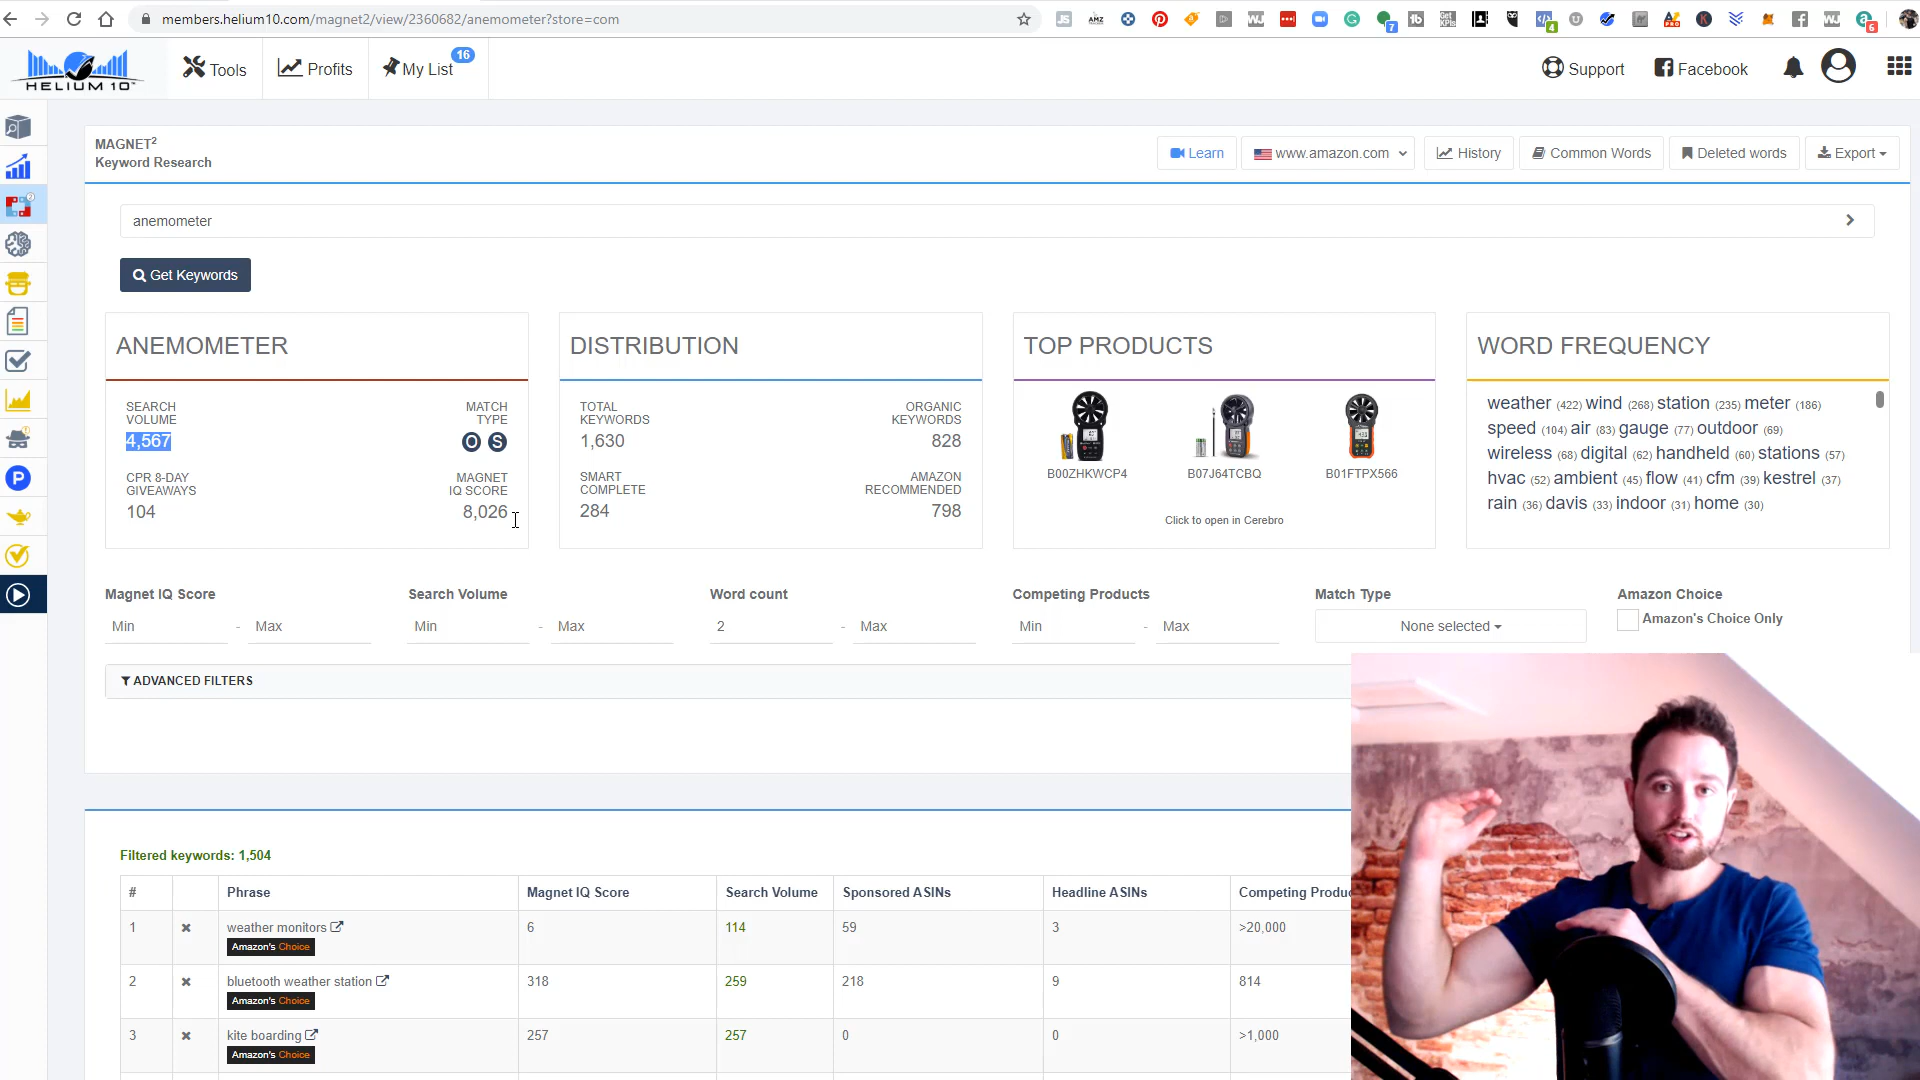 members.helium10.com/magnet2/view/2360682/anemometer?store=com
HELIUM 10
Tools
Profits
My List
16
Support
Facebook
MAGNET2
Keyword Research
Learn
www.amazon.com
History
Common Words
Deleted words
Export
anemometer
Get Keywords
ANEMOMETER
SEARCH VOLUME
4,567
MATCH TYPE
O S
CPR 8-DAY GIVEAWAYS
104
MAGNET IQ SCORE
8,026
DISTRIBUTION
TOTAL KEYWORDS
1,630
ORGANIC KEYWORDS
828
SMART COMPLETE
284
AMAZON RECOMMENDED
798
TOP PRODUCTS
B00ZHKWCP4
B07J64TCBQ
B01FTPX566
Click to open in Cerebro
WORD FREQUENCY
weather (422) wind (268) station (235) meter (186)
speed (104) air (83) gauge (77) outdoor (69)
wireless (68) digital (62) handheld (60) stations (57)
hvac (52) ambient (45) flow (41) cfm (39) kestrel (37)
rain (36) davis (33) indoor (31) home (30)
Magnet IQ Score
Min - Max
Search Volume
Min - Max
Word count
2 - Max
Competing Products
Min - Max
Match Type
None selected
Amazon Choice
Amazon's Choice Only
ADVANCED FILTERS
Filtered keywords: 1,504
# Phrase Magnet IQ Score Search Volume Sponsored ASINs Headline ASINs Competing Produc
1 weather monitors 6 114 59 3 >20,000
Amazon's Choice
2 bluetooth weather station 318 259 218 9 814
Amazon's Choice
3 kite boarding 257 257 0 0 >1,000
Amazon's Choice